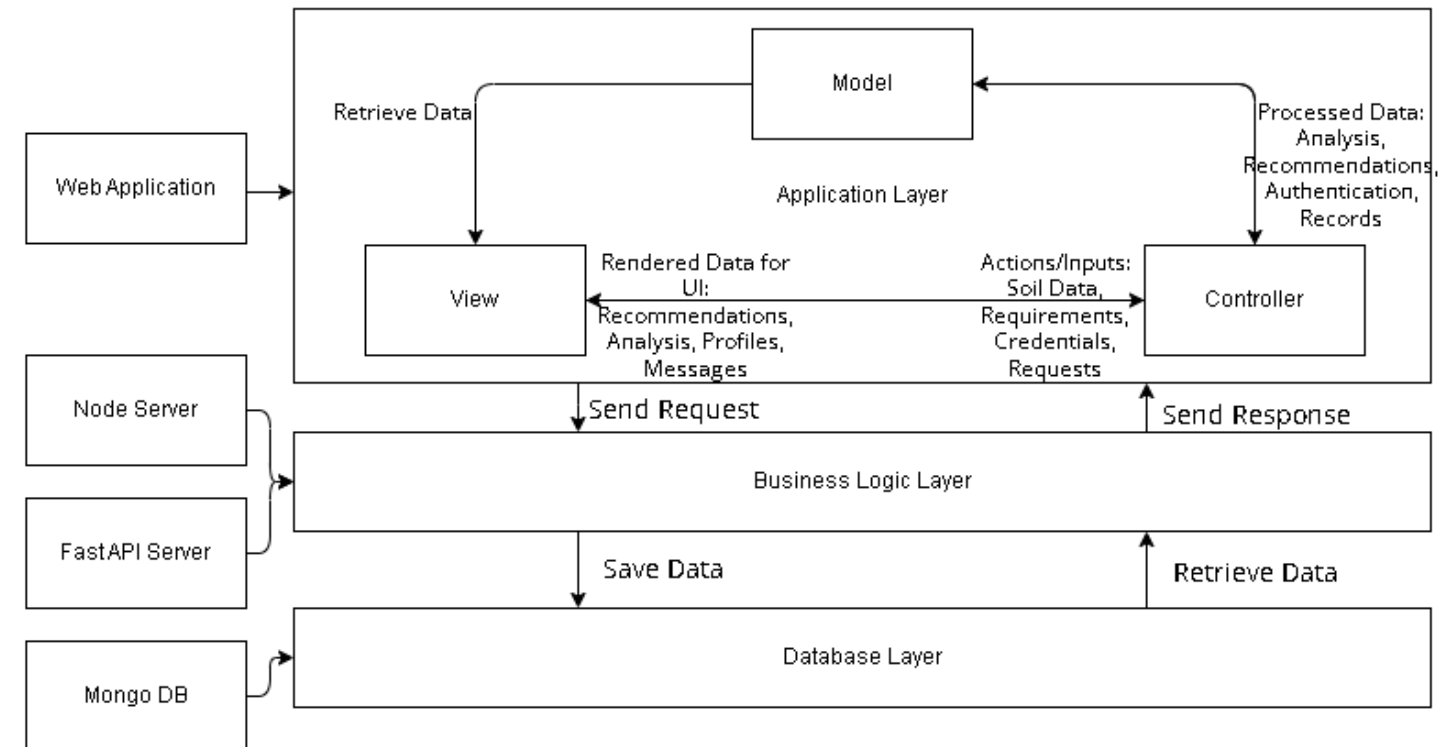 Model
Retrieve Data
Processed Data:
Analysis,
Recommendations,
Authentication,
Records
Web Application
Application Layer
Rendered Data for
UI:
Recommendations,
Analysis, Profiles,
Messages
Actions/Inputs:
Soil Data,
Requirements,
Credentials,
Requests
View
Controller
Node Server
Send Request
Send Response
Business Logic Layer
FastAPI Server
Save Data
Retrieve Data
Database Layer
Mongo DB